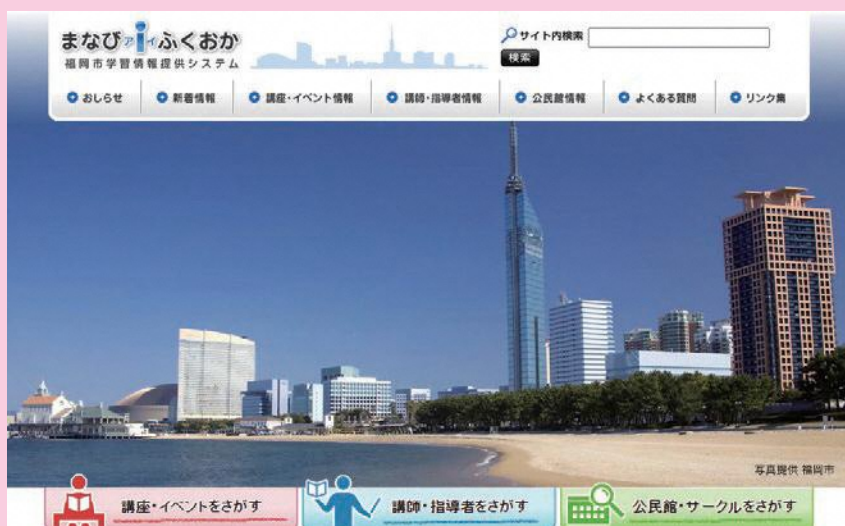 まなびアイふくおか
福岡市学習情報提供システム
サイト内検索
検索
おしらせ
新着情報
講座・イベント情報
講師・指導者情報
公民館情報
よくある質問
リンク集
写真提供 福岡市
講座・イベントをさがす
講師・指導者をさがす
公民館・サークルをさがす